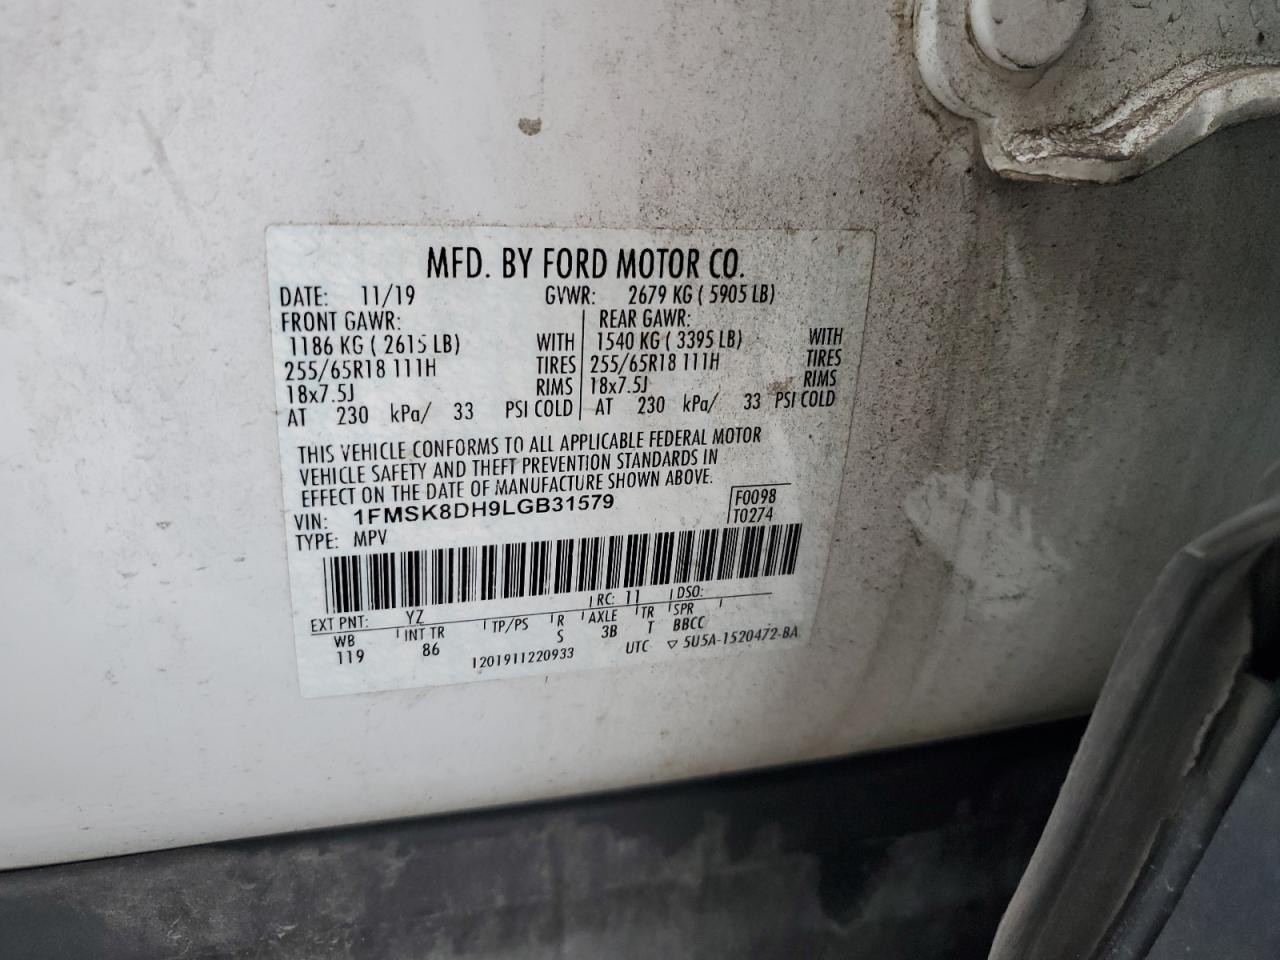 MFD. BY FORD MOTOR CO.
DATE: 11/19 GVWR: 2679 KG ( 5905 LB)
FRONT GAWR: REAR GAWR:
1186 KG ( 2615 LB) WITH 1540 KG ( 3395 LB) WITH
255/65R18 111H TIRES 255/65R18 111H TIRES
18x7.5J RIMS 18x7.5J RIMS
AT 230 kPa/ 33 PSI COLD AT 230 kPa/ 33 PSI COLD
THIS VEHICLE CONFORMS TO ALL APPLICABLE FEDERAL MOTOR
VEHICLE SAFETY AND THEFT PREVENTION STANDARDS IN
EFFECT ON THE DATE OF MANUFACTURE SHOWN ABOVE.
VIN: 1FMSK8DH9LGB31579 F0098
TYPE: MPV T0274
EXT PNT: YZ RC: 11 DSO:
WB INT TR TP/PS R AXLE TR SPR
119 86 S 3B T BBCC
1201911220933 UTC ▽ 5U5A-1520472-BA